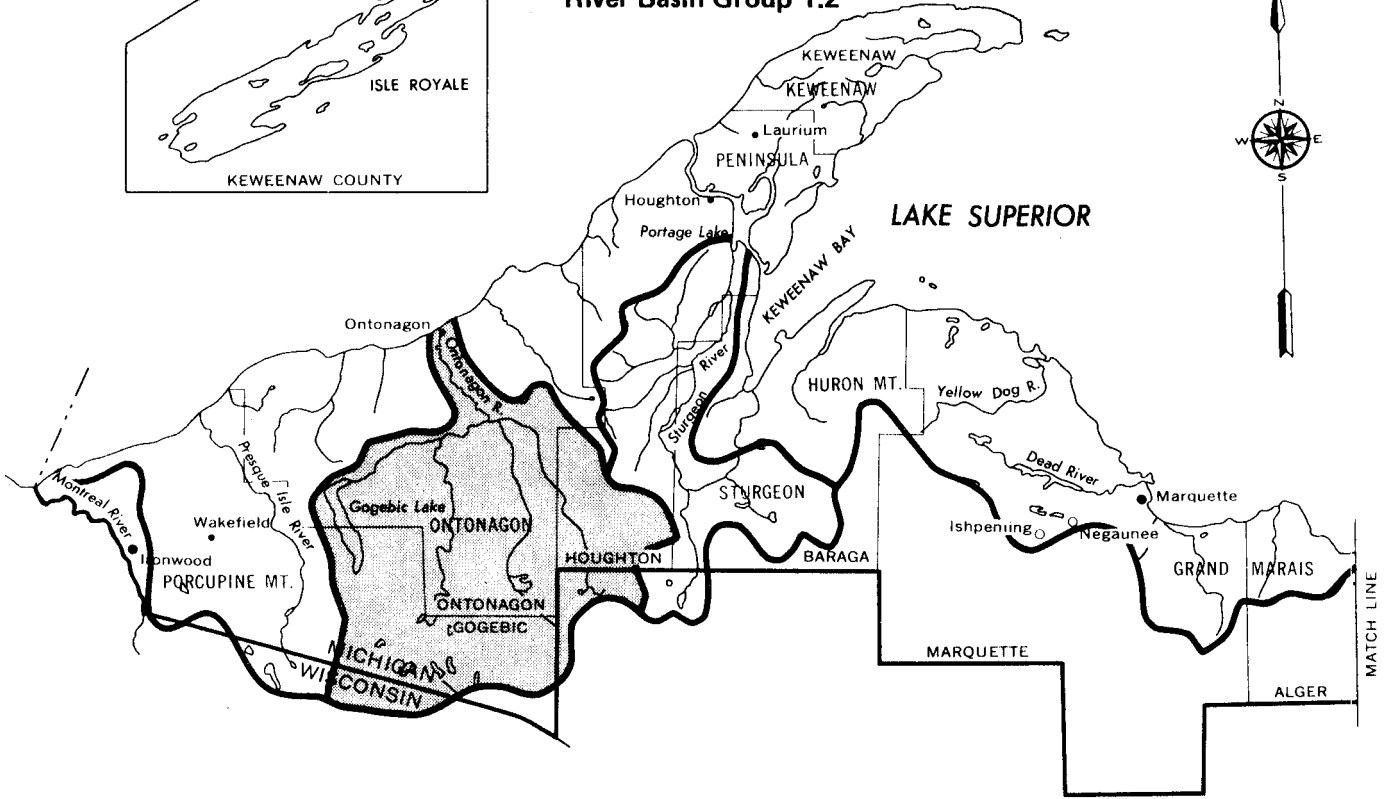 River Basin Group 1.2
ISLE ROYALE
KEWEENAW COUNTY
KEWEENAW
KEWEENAW
Laurium
PENINSULA
N
W E
S
Houghton
LAKE SUPERIOR
Portage Lake
KEWEENAW BAY
Ontonagon
Ontonagon R.
Sturgeon River
HURON MT.
Yellow Dog R.
Dead River
Marquette
Ishpeming
Negaunee
Montreal River
Presque Isle River
Wakefield
Ironwood
PORCUPINE MT.
Gogebic Lake
ONTONAGON
STURGEON
HOUGHTON
BARAGA
GRAND MARAIS
ONTONAGON
GOGEBIC
MICHIGAN
WISCONSIN
MARQUETTE
ALGER
MATCH LINE